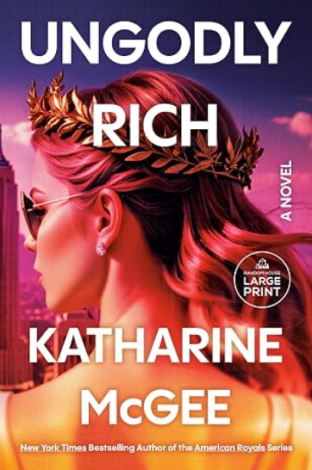 UNGODLY
RICH
A NOVEL
RANDOM HOUSE
LARGE
PRINT
KATHARINE
McGEE
New York Times Bestselling Author of the American Royals Series